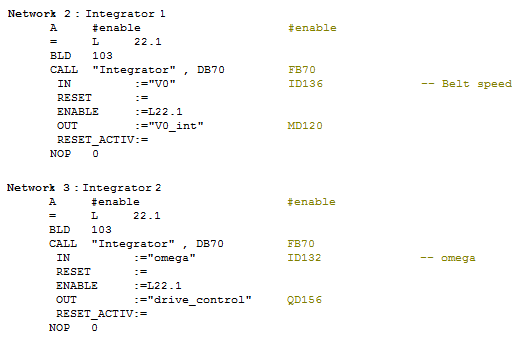 Network 2 : Integrator 1
A #enable #enable
= L 22.1
BLD 103
CALL "Integrator" , DB70 FB70
IN :="V0" ID136 -- Belt speed
RESET :=
ENABLE :=L22.1
OUT :="V0_int" MD120
RESET_ACTIV:=
NOP 0
Network 3 : Integrator 2
A #enable #enable
= L 22.1
BLD 103
CALL "Integrator" , DB70 FB70
IN :="omega" ID132 -- omega
RESET :=
ENABLE :=L22.1
OUT :="drive_control" QD156
RESET_ACTIV:=
NOP 0